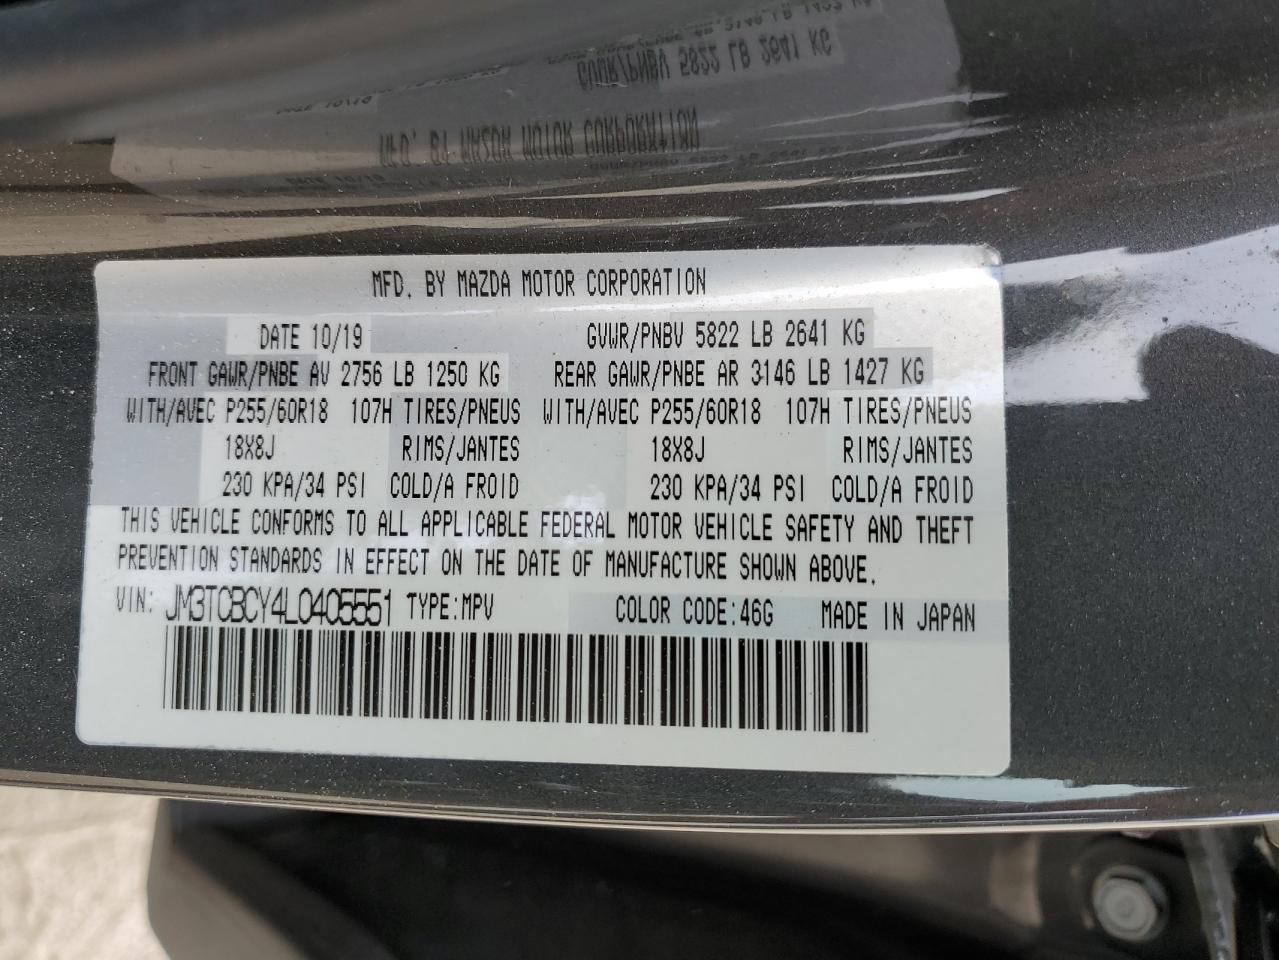 MFD. BY MAZDA MOTOR CORPORATION
DATE 10/19 GVWR/PNBV 5822 LB 2641 KG
FRONT GAWR/PNBE AV 2756 LB 1250 KG REAR GAWR/PNBE AR 3146 LB 1427 KG
WITH/AVEC P255/60R18 107H TIRES/PNEUS WITH/AVEC P255/60R18 107H TIRES/PNEUS
18X8J RIMS/JANTES 18X8J RIMS/JANTES
230 KPA/34 PSI COLD/A FROID 230 KPA/34 PSI COLD/A FROID
THIS VEHICLE CONFORMS TO ALL APPLICABLE FEDERAL MOTOR VEHICLE SAFETY AND THEFT
PREVENTION STANDARDS IN EFFECT ON THE DATE OF MANUFACTURE SHOWN ABOVE.
VIN: JM3TCBCY4L0405551 TYPE:MPV COLOR CODE:46G MADE IN JAPAN